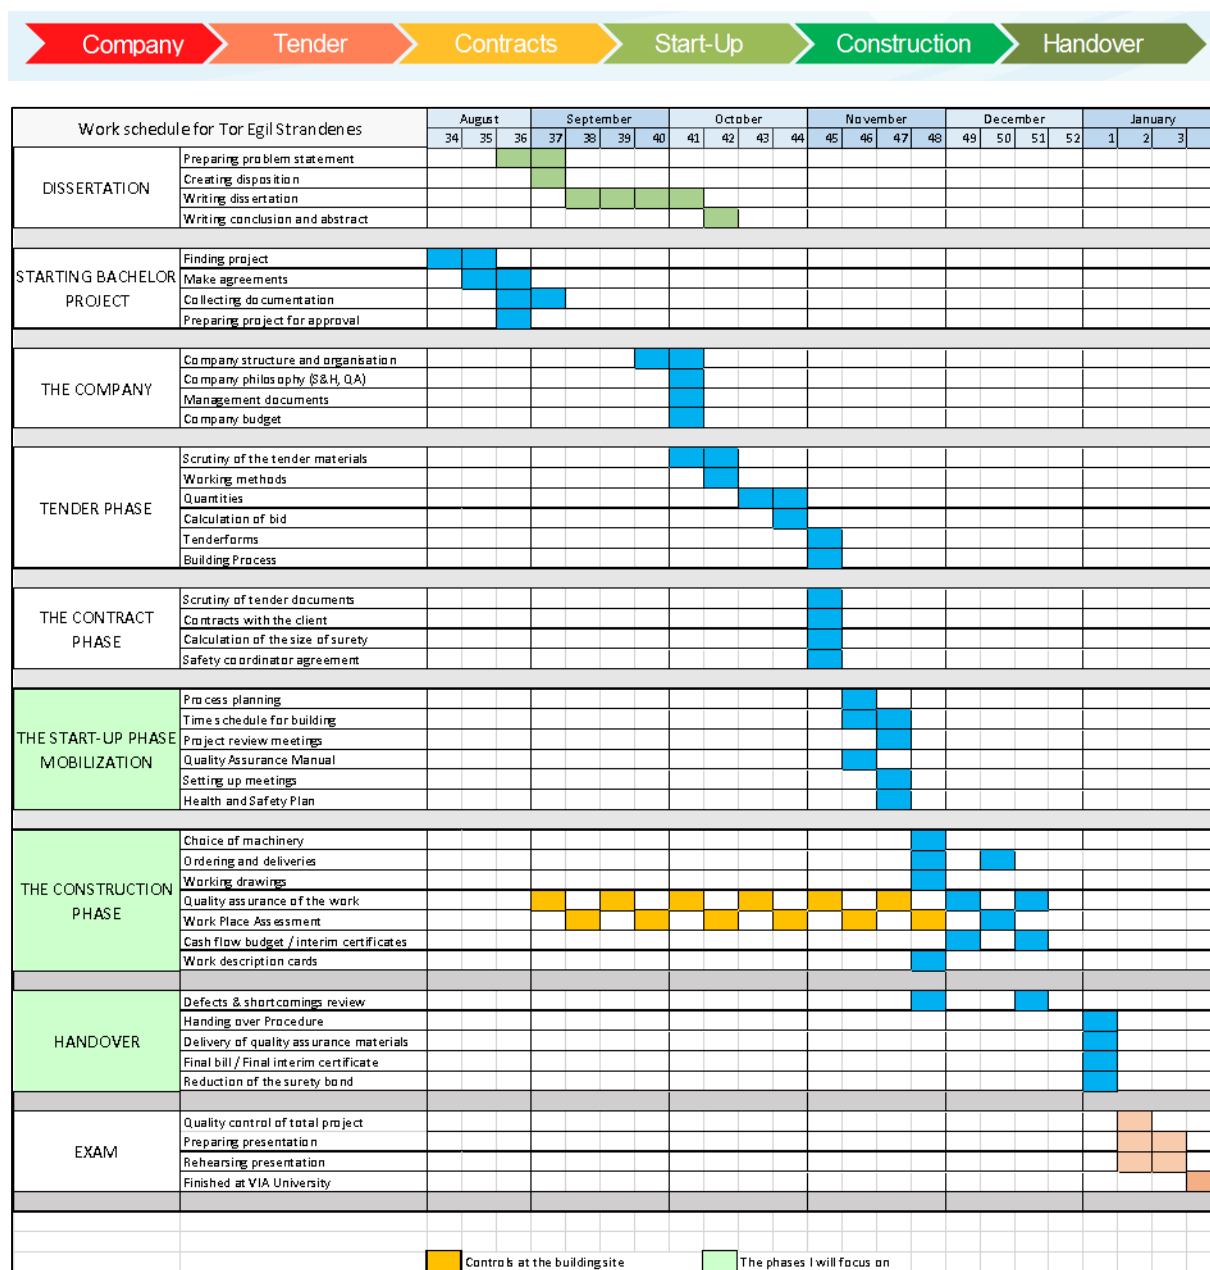 Company Tender Contracts Start-Up Construction Handover
Work schedule for Tor Egil Strandenes
August September October November December January
34 35 36 37 38 39 40 41 42 43 44 45 46 47 48 49 50 51 52 1 2 3
DISSERTATION
Preparing problem statement
Creating disposition
Writing dissertation
Writing conclusion and abstract
STARTING BACHELOR
PROJECT
Finding project
Make agreements
Collecting documentation
Preparing project for approval
THE COMPANY
Company structure and organisation
Company philosophy (S&H, QA)
Management documents
Company budget
TENDER PHASE
Scrutiny of the tender materials
Working methods
Quantities
Calculation of bid
Tenderforms
Building Process
THE CONTRACT
PHASE
Scrutiny of tender documents
Contracts with the client
Calculation of the size of surety
Safety coordinator agreement
THE START-UP PHASE
MOBILIZATION
Process planning
Time schedule for building
Project review meetings
Quality Assurance Manual
Setting up meetings
Health and Safety Plan
THE CONSTRUCTION
PHASE
Choice of machinery
Ordering and deliveries
Working drawings
Quality assurance of the work
Work Place Assessment
Cash flow budget / interim certificates
Work description cards
HANDOVER
Defects & shortcomings review
Handing over Procedure
Delivery of quality assurance materials
Final bill / Final interim certificate
Reduction of the surety bond
EXAM
Quality control of total project
Preparing presentation
Rehearsing presentation
Finished at VIA University
Controls at the building site
The phases I will focus on